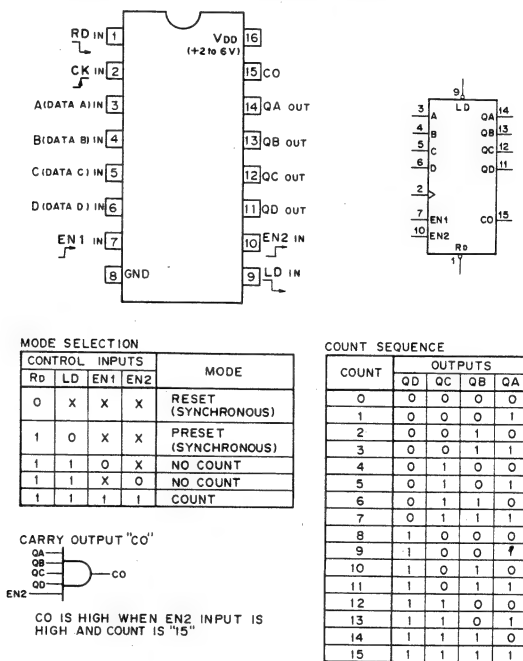 RD IN 1
VDD 16
(+2 to 6V)
CK IN 2
15 CO
A(DATA A)IN 3
14 QA OUT
B(DATA B)IN 4
13 QB OUT
C(DATA C)IN 5
12 QC OUT
D(DATA D)IN 6
11 QD OUT
EN1 IN 7
10 EN2 IN
8 GND
9 LD IN
9
LD
3 A QA 14
4 B QB 13
5 C QC 12
6 D QD 11
2
7 EN1 CO 15
10 EN2
RD
1
MODE SELECTION
CONTROL INPUTS MODE
RD LD EN1 EN2
0 X X X RESET
(SYNCHRONOUS)
1 0 X X PRESET
(SYNCHRONOUS)
1 1 0 X NO COUNT
1 1 X 0 NO COUNT
1 1 1 1 COUNT
CARRY OUTPUT "CO"
QA
QB
QC
QD
EN2
CO
CO IS HIGH WHEN EN2 INPUT IS
HIGH AND COUNT IS "15"
COUNT SEQUENCE
COUNT OUTPUTS
QD QC QB QA
0 0 0 0 0
1 0 0 0 1
2 0 0 1 0
3 0 0 1 1
4 0 1 0 0
5 0 1 0 1
6 0 1 1 0
7 0 1 1 1
8 1 0 0 0
9 1 0 0 1
10 1 0 1 0
11 1 0 1 1
12 1 1 0 0
13 1 1 0 1
14 1 1 1 0
15 1 1 1 1